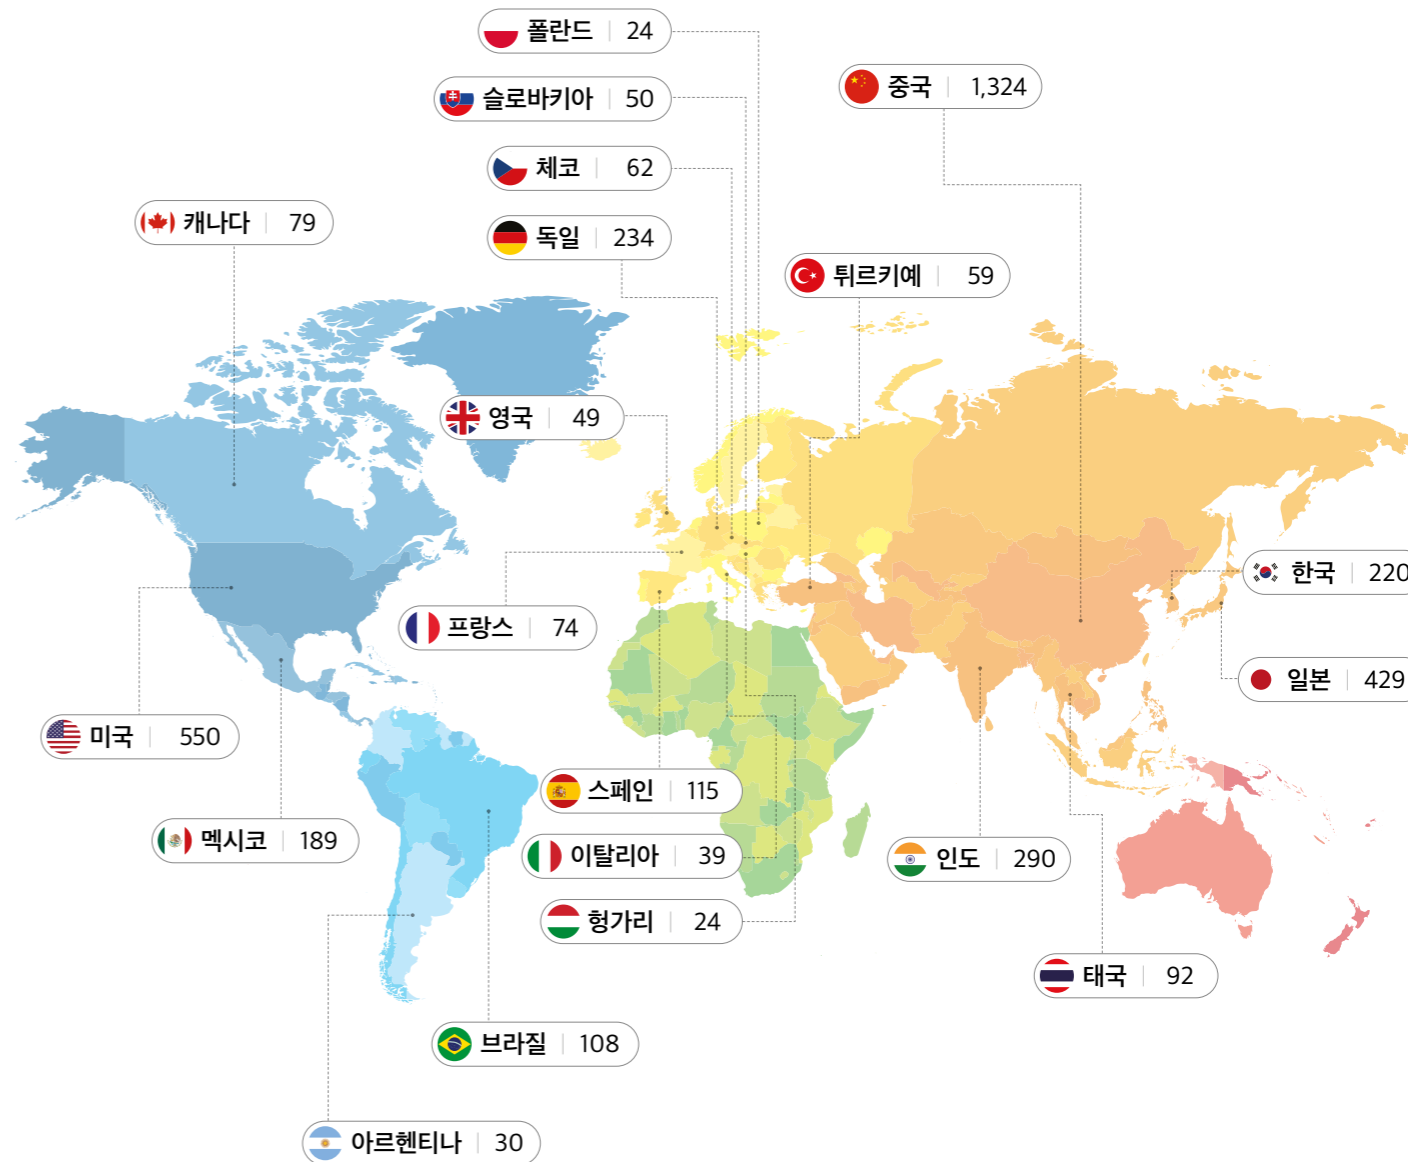 폴란드 24
슬로바키아 50
중국 1,324
체코 62
캐나다 79
독일 234
튀르키예 59
영국 49
한국 220
프랑스 74
일본 429
미국 550
스페인 115
멕시코 189
이탈리아 39
인도 290
헝가리 24
태국 92
브라질 108
아르헨티나 30